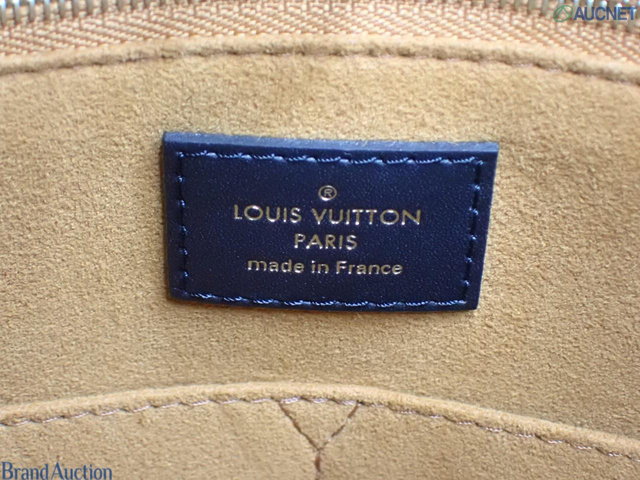 AUCNET
®
LOUIS VUITTON
PARIS
made in France
Brand Auction